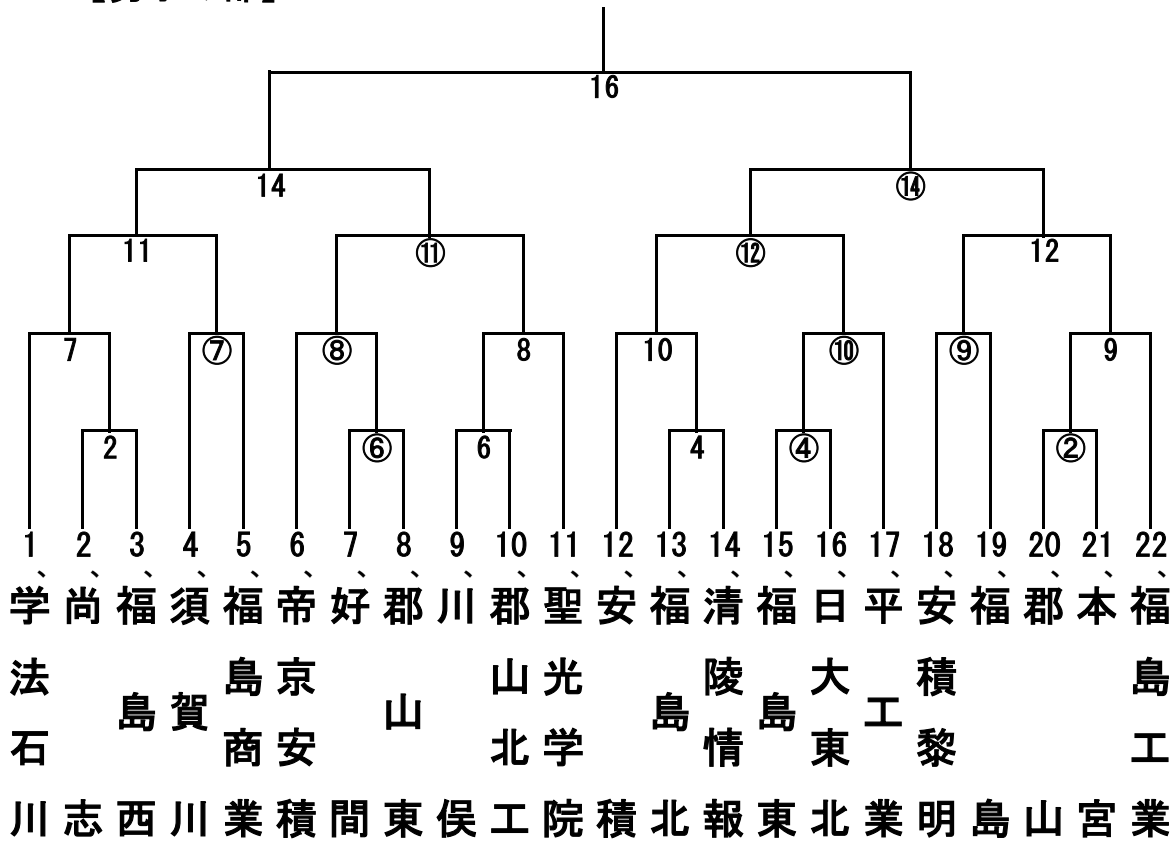 16
14 ⑭
11 ⑪ ⑫ 12
7 ⑦ ⑧ 8 10 ⑩ ⑨ 9
2 ⑥ 6 4 ④ ②
1、学法石川
2、尚志
3、福島西
4、須賀川
5、福島商業
6、帝京安積
7、好間
8、郡山東
9、川俣
10、郡山北工
11、聖光学院
12、安積
13、福島北
14、清陵情報
15、福島東
16、日大東北
17、平工業
18、安積黎明
19、福島
20、郡山
21、本宮
22、福島工業